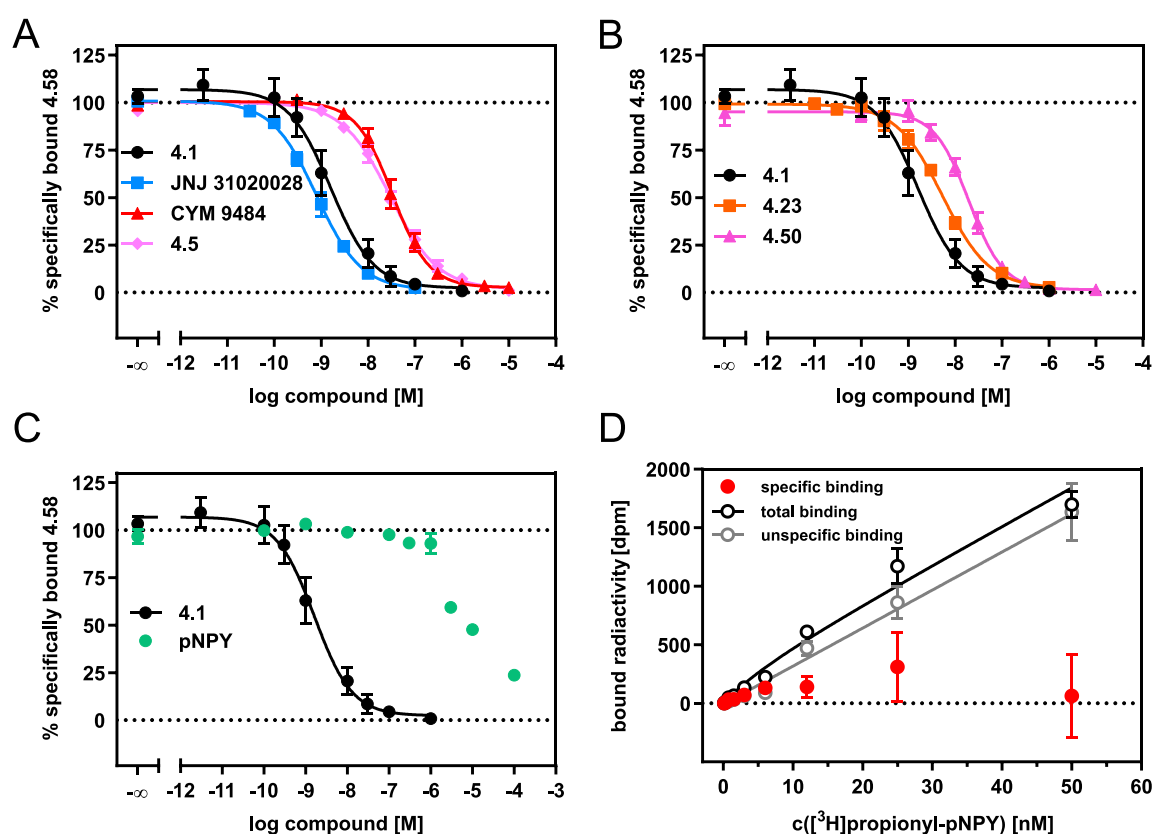 A
% specifically bound 4.58
125
100
75
50
25
0
4.1
JNJ 31020028
CYM 9484
4.5
-∞ -12 -11 -10 -9 -8 -7 -6 -5 -4
log compound [M]
B
% specifically bound 4.58
125
100
75
50
25
0
4.1
4.23
4.50
-∞ -12 -11 -10 -9 -8 -7 -6 -5 -4
log compound [M]
C
% specifically bound 4.58
125
100
75
50
25
0
4.1
pNPY
-∞ -12 -11 -10 -9 -8 -7 -6 -5 -4 -3
log compound [M]
D
bound radiactivity [dpm]
2000
1500
1000
500
0
specific binding
total binding
unspecific binding
0 10 20 30 40 50 60
c([³H]propionyl-pNPY) [nM]